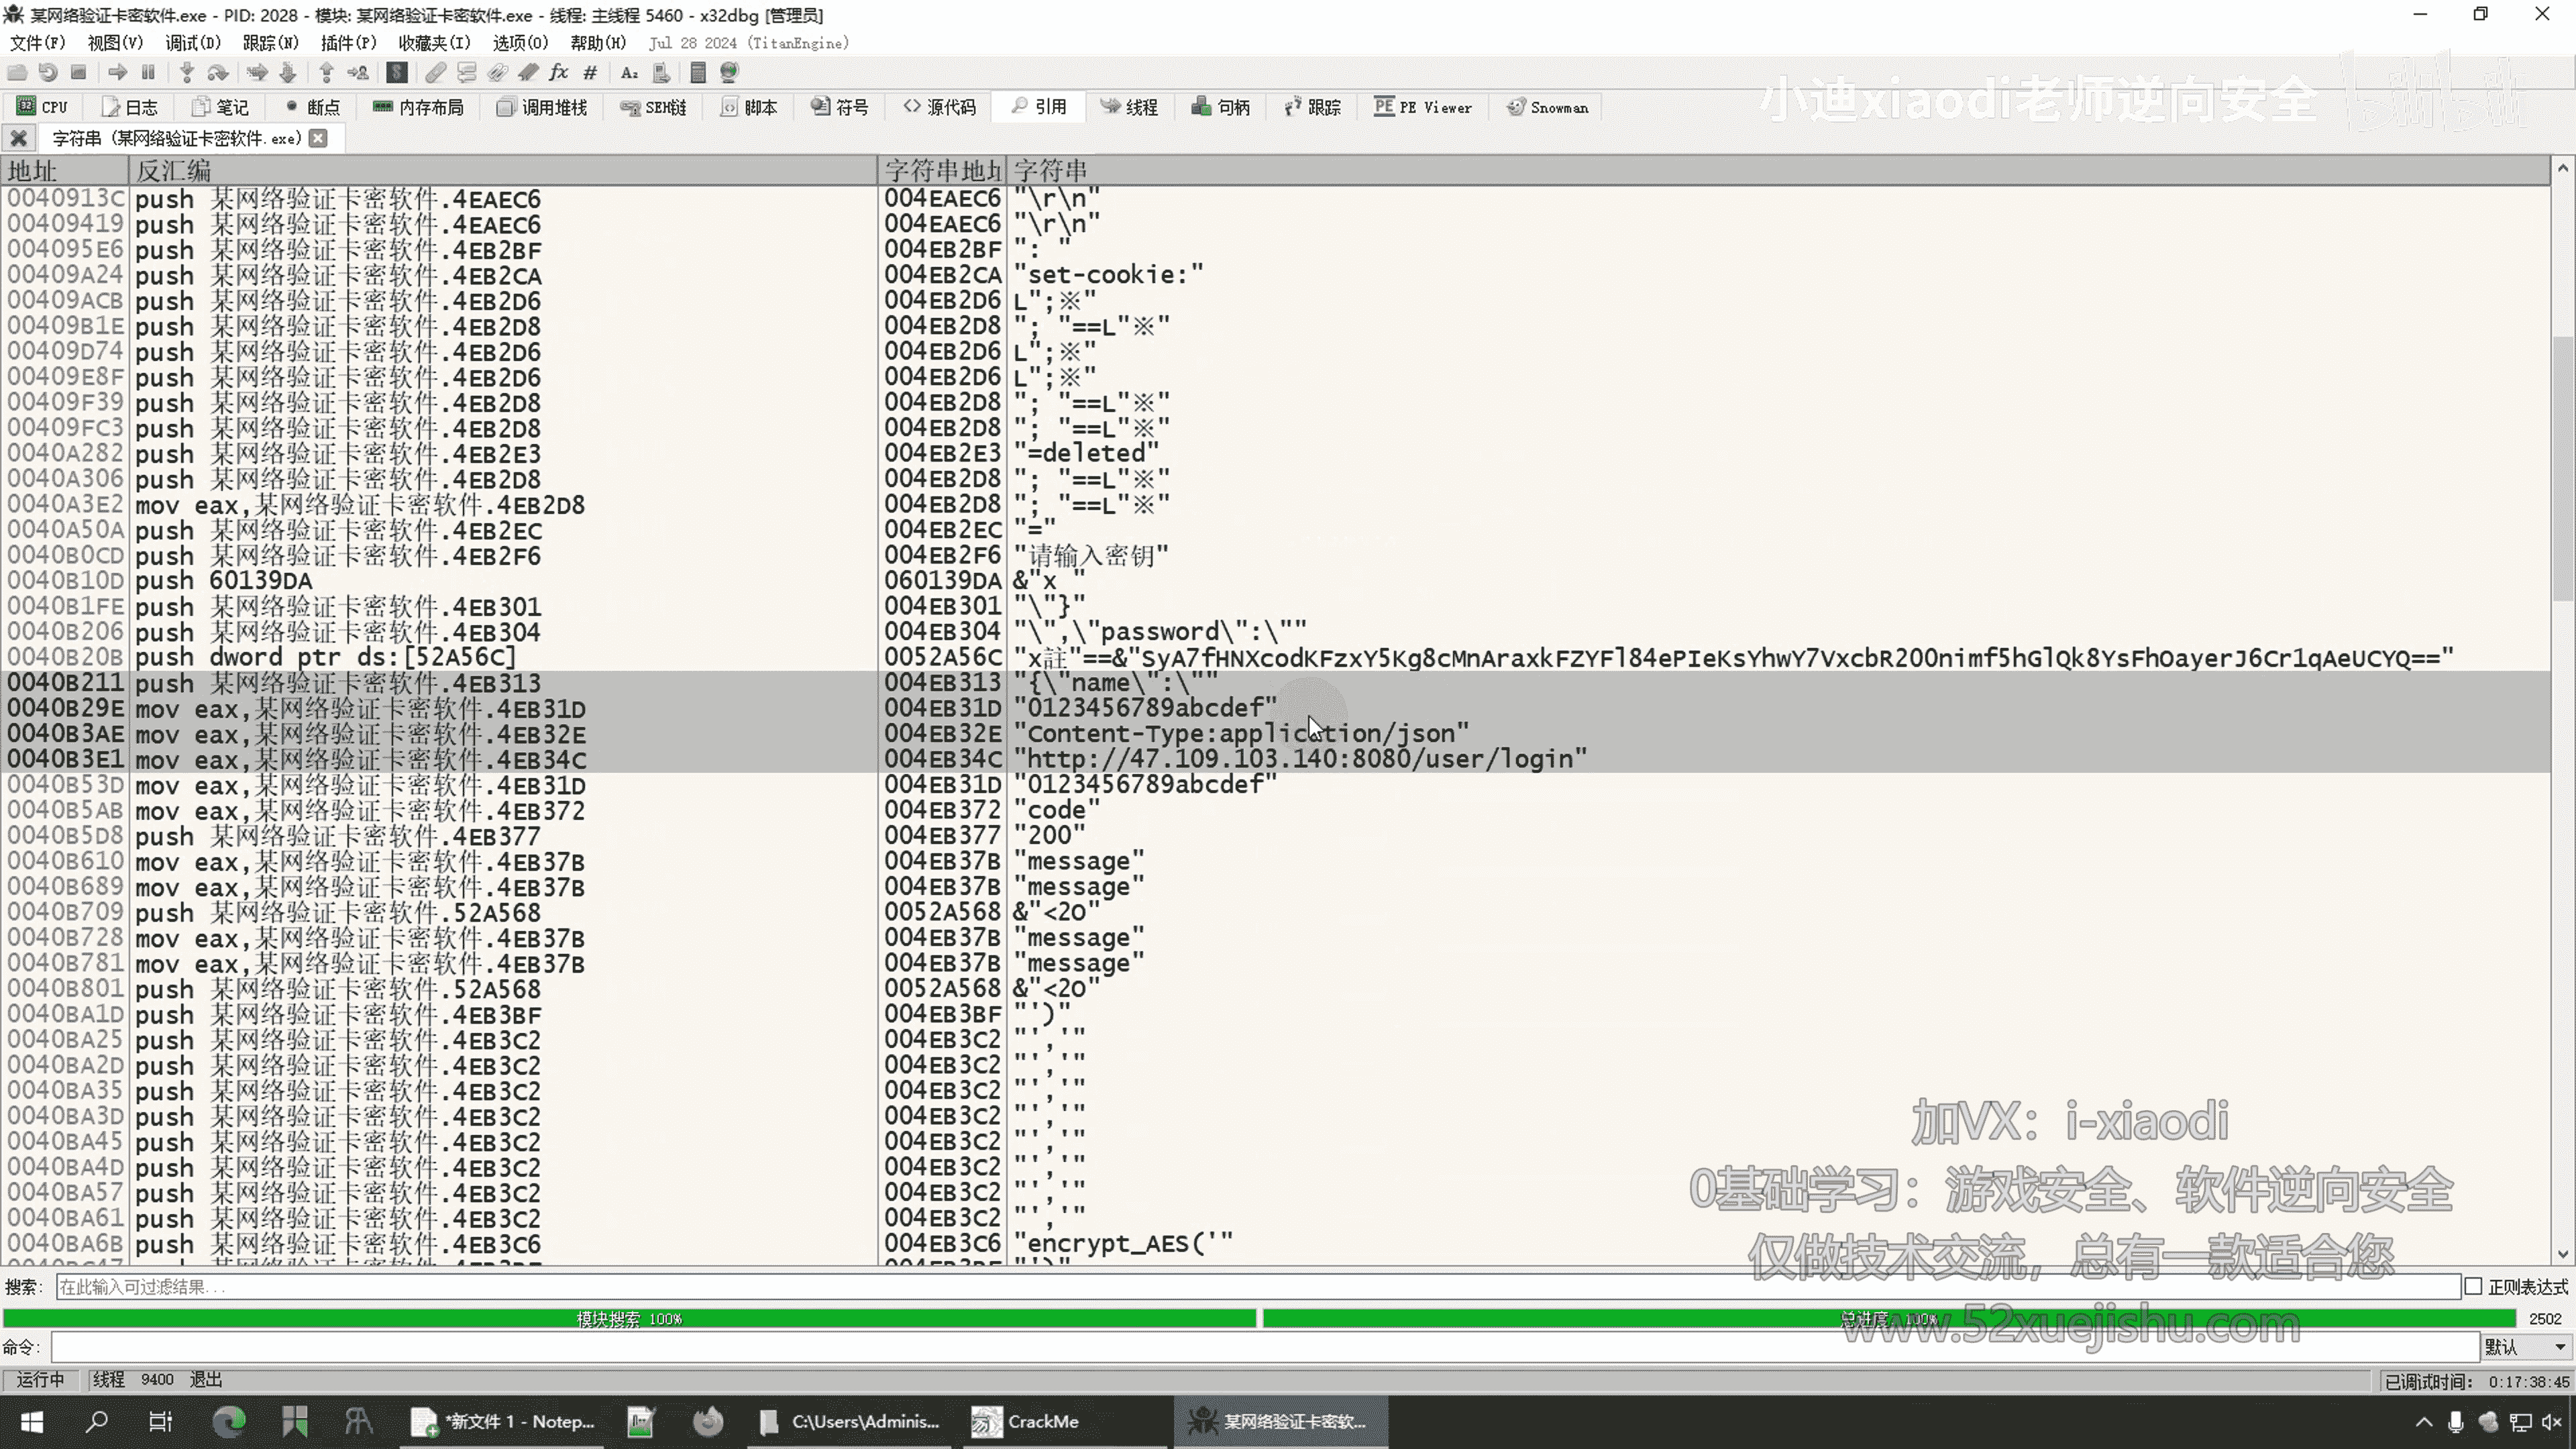 某网络验证卡密软件.exe - PID: 2028 - 模块: 某网络验证卡密软件.exe - 线程: 主线程 5460 - x32dbg [管理员]
文件(F) 视图(V) 调试(D) 跟踪(N) 插件(P) 收藏夹(I) 选项(O) 帮助(H) Jul 28 2024 (TitanEngine)
CPU 日志 笔记 断点 内存布局 调用堆栈 SEH链 脚本 符号 源代码 引用 线程 句柄 跟踪 PE Viewer Snowman
小迪xiaodi老师逆向安全 bilibili
字符串 (某网络验证卡密软件.exe)
地址 反汇编 字符串地址 字符串
0040913C push 某网络验证卡密软件.4EAEC6 004EAEC6 "\r\n"
00409419 push 某网络验证卡密软件.4EAEC6 004EAEC6 "\r\n"
004095E6 push 某网络验证卡密软件.4EB2BF 004EB2BF ": "
00409A24 push 某网络验证卡密软件.4EB2CA 004EB2CA "set-cookie:"
00409ACB push 某网络验证卡密软件.4EB2D6 004EB2D6 L";※"
00409B1E push 某网络验证卡密软件.4EB2D8 004EB2D8 "; "==L"※"
00409D74 push 某网络验证卡密软件.4EB2D6 004EB2D6 L";※"
00409E8F push 某网络验证卡密软件.4EB2D6 004EB2D6 L";※"
00409F39 push 某网络验证卡密软件.4EB2D8 004EB2D8 "; "==L"※"
00409FC3 push 某网络验证卡密软件.4EB2D8 004EB2D8 "; "==L"※"
0040A282 push 某网络验证卡密软件.4EB2E3 004EB2E3 "=deleted"
0040A306 push 某网络验证卡密软件.4EB2D8 004EB2D8 "; "==L"※"
0040A3E2 mov eax,某网络验证卡密软件.4EB2D8 004EB2D8 "; "==L"※"
0040A50A push 某网络验证卡密软件.4EB2EC 004EB2EC "="
0040B0CD push 某网络验证卡密软件.4EB2F6 004EB2F6 "请输入密钥"
0040B10D push 60139DA 060139DA &"x "
0040B1FE push 某网络验证卡密软件.4EB301 004EB301 "\"}"
0040B206 push 某网络验证卡密软件.4EB304 004EB304 "\",\"password\":\""
0040B20B push dword ptr ds:[52A56C] 0052A56C "x註"==&"SyA7fHNXcodKFzxY5Kg8cMnAraxkFZYFl84ePIeKsYhwY7VxcbR2O0nimf5hGlQk8YsFhOayerJ6Cr1qAeUCYQ=="
0040B211 push 某网络验证卡密软件.4EB313 004EB313 "{\"name\":\""
0040B29E mov eax,某网络验证卡密软件.4EB31D 004EB31D "0123456789abcdef"
0040B3AE mov eax,某网络验证卡密软件.4EB32E 004EB32E "Content-Type:application/json"
0040B3E1 mov eax,某网络验证卡密软件.4EB34C 004EB34C "http://47.109.103.140:8080/user/login"
0040B53D mov eax,某网络验证卡密软件.4EB31D 004EB31D "0123456789abcdef"
0040B5AB mov eax,某网络验证卡密软件.4EB372 004EB372 "code"
0040B5D8 push 某网络验证卡密软件.4EB377 004EB377 "200"
0040B610 mov eax,某网络验证卡密软件.4EB37B 004EB37B "message"
0040B689 mov eax,某网络验证卡密软件.4EB37B 004EB37B "message"
0040B709 push 某网络验证卡密软件.52A568 0052A568 &"<2O"
0040B728 mov eax,某网络验证卡密软件.4EB37B 004EB37B "message"
0040B781 mov eax,某网络验证卡密软件.4EB37B 004EB37B "message"
0040B801 push 某网络验证卡密软件.52A568 0052A568 &"<2O"
0040BA1D push 某网络验证卡密软件.4EB3BF 004EB3BF "')"
0040BA25 push 某网络验证卡密软件.4EB3C2 004EB3C2 "','"
0040BA2D push 某网络验证卡密软件.4EB3C2 004EB3C2 "','"
0040BA35 push 某网络验证卡密软件.4EB3C2 004EB3C2 "','"
0040BA3D push 某网络验证卡密软件.4EB3C2 004EB3C2 "','"
0040BA45 push 某网络验证卡密软件.4EB3C2 004EB3C2 "','"
0040BA4D push 某网络验证卡密软件.4EB3C2 004EB3C2 "','"
0040BA57 push 某网络验证卡密软件.4EB3C2 004EB3C2 "','"
0040BA61 push 某网络验证卡密软件.4EB3C2 004EB3C2 "','"
0040BA6B push 某网络验证卡密软件.4EB3C6 004EB3C6 "encrypt_AES('"
加VX: i-xiaodi
0基础学习：游戏安全、软件逆向安全
仅做技术交流，总有一款适合您
www.52xuejishu.com
搜索: 在此输入可过滤结果... 正则表达式
模块搜索 100% 总进度 100% 2502
命令: 默认
运行中 线程 9400 退出 已调试时间: 0:17:38:45
*新文件 1 - Notep... C:\Users\Adminis... CrackMe 某网络验证卡密软...